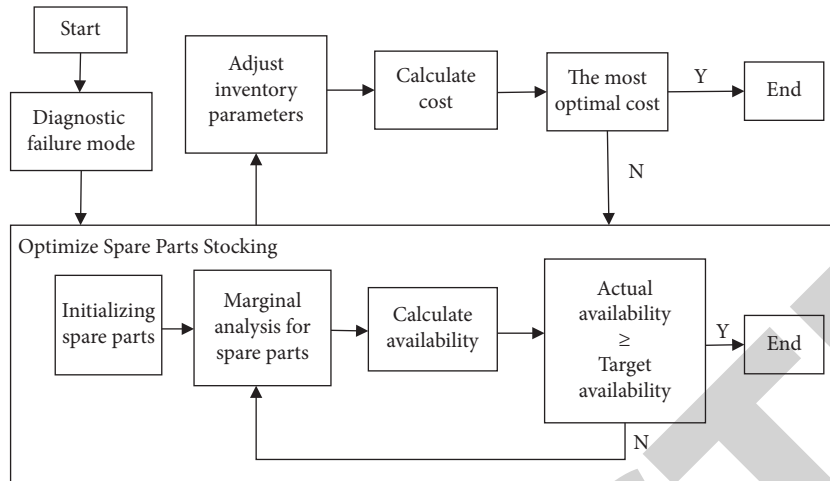 Start
Diagnostic
failure mode
Adjust
inventory
parameters
Calculate
cost
The most
optimal cost
Y
End
N
Optimize Spare Parts Stocking
Initializing
spare parts
Marginal
analysis for
spare parts
Calculate
availability
Actual
availability
≥
Target
availability
Y
End
N